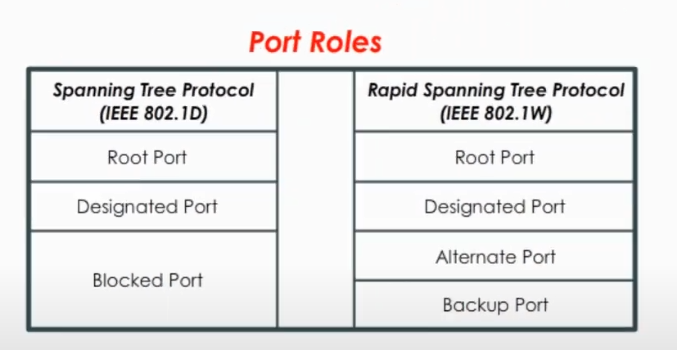 Port Roles
Spanning Tree Protocol
(IEEE 802.1D)
Root Port
Designated Port
Blocked Port
Rapid Spanning Tree Protocol
(IEEE 802.1W)
Root Port
Designated Port
Alternate Port
Backup Port